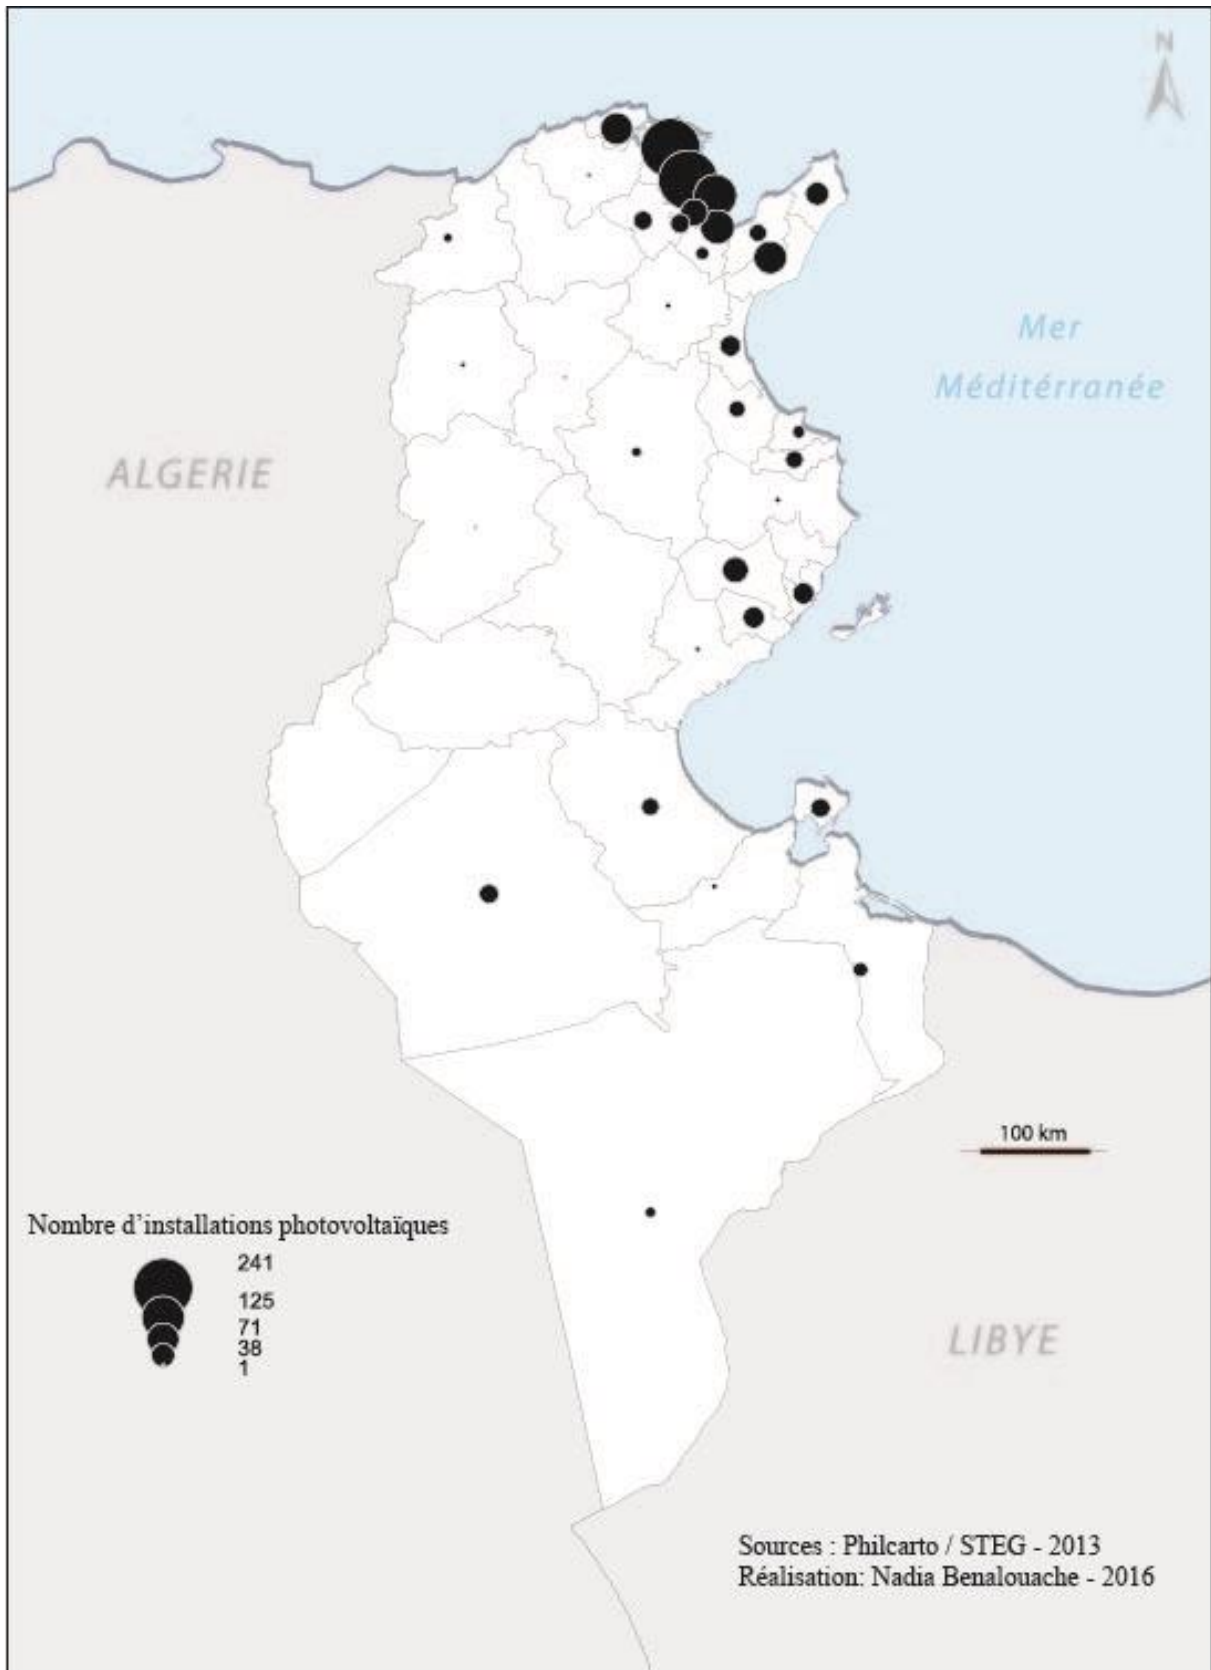 N
Mer
Méditérranée
ALGERIE
100 km
Nombre d'installations photovoltaïques
241
125
71
38
1
LIBYE
Sources : Philcarto / STEG - 2013
Réalisation: Nadia Benalouache - 2016